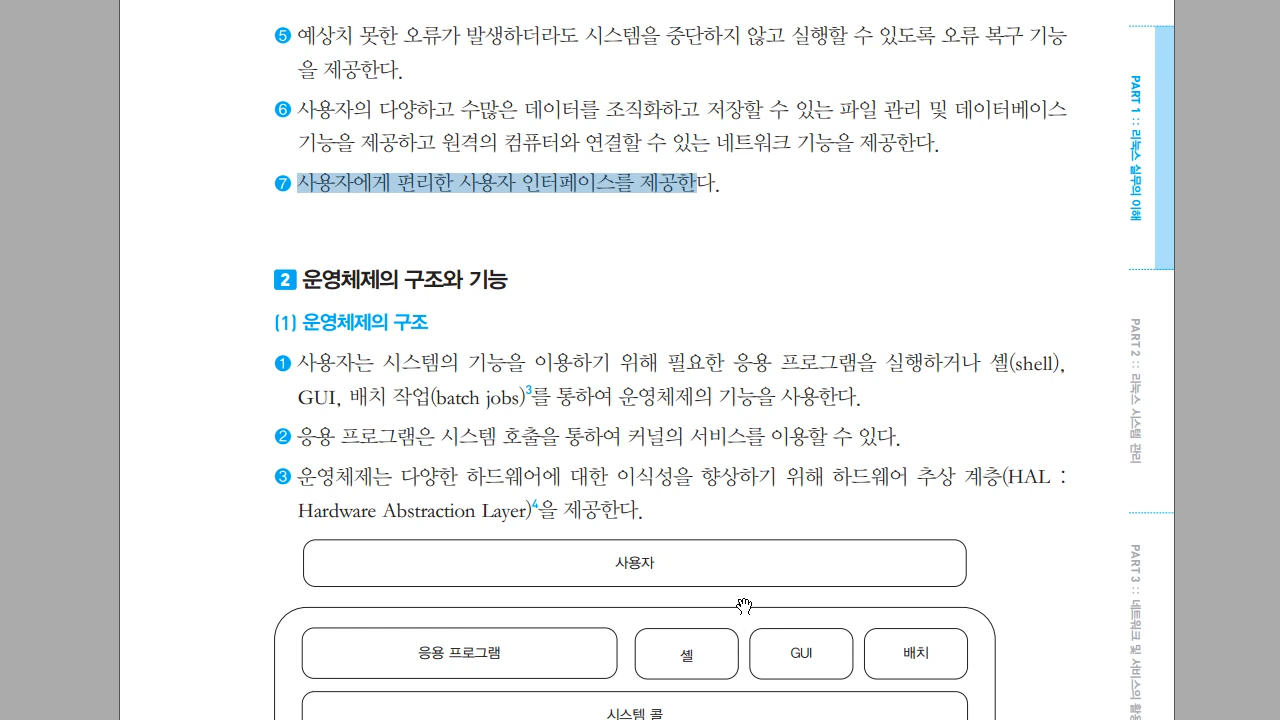 ❺ 예상치 못한 오류가 발생하더라도 시스템을 중단하지 않고 실행할 수 있도록 오류 복구 기능
을 제공한다.
❻ 사용자의 다양하고 수많은 데이터를 조직화하고 저장할 수 있는 파일 관리 및 데이터베이스
기능을 제공하고 원격의 컴퓨터와 연결할 수 있는 네트워크 기능을 제공한다.
❼ 사용자에게 편리한 사용자 인터페이스를 제공한다.
2 운영체제의 구조와 기능
(1) 운영체제의 구조
❶ 사용자는 시스템의 기능을 이용하기 위해 필요한 응용 프로그램을 실행하거나 셸(shell),
GUI, 배치 작업(batch jobs)3를 통하여 운영체제의 기능을 사용한다.
❷ 응용 프로그램은 시스템 호출을 통하여 커널의 서비스를 이용할 수 있다.
❸ 운영체제는 다양한 하드웨어에 대한 이식성을 향상하기 위해 하드웨어 추상 계층(HAL :
Hardware Abstraction Layer)4을 제공한다.
사용자
응용 프로그램
셸
GUI
배치
시스템 콜
PART 1 :: 리눅스 실무의 이해
PART 2 :: 리눅스 시스템 관리
PART 3 :: 네트워크 및 서비스의 활용